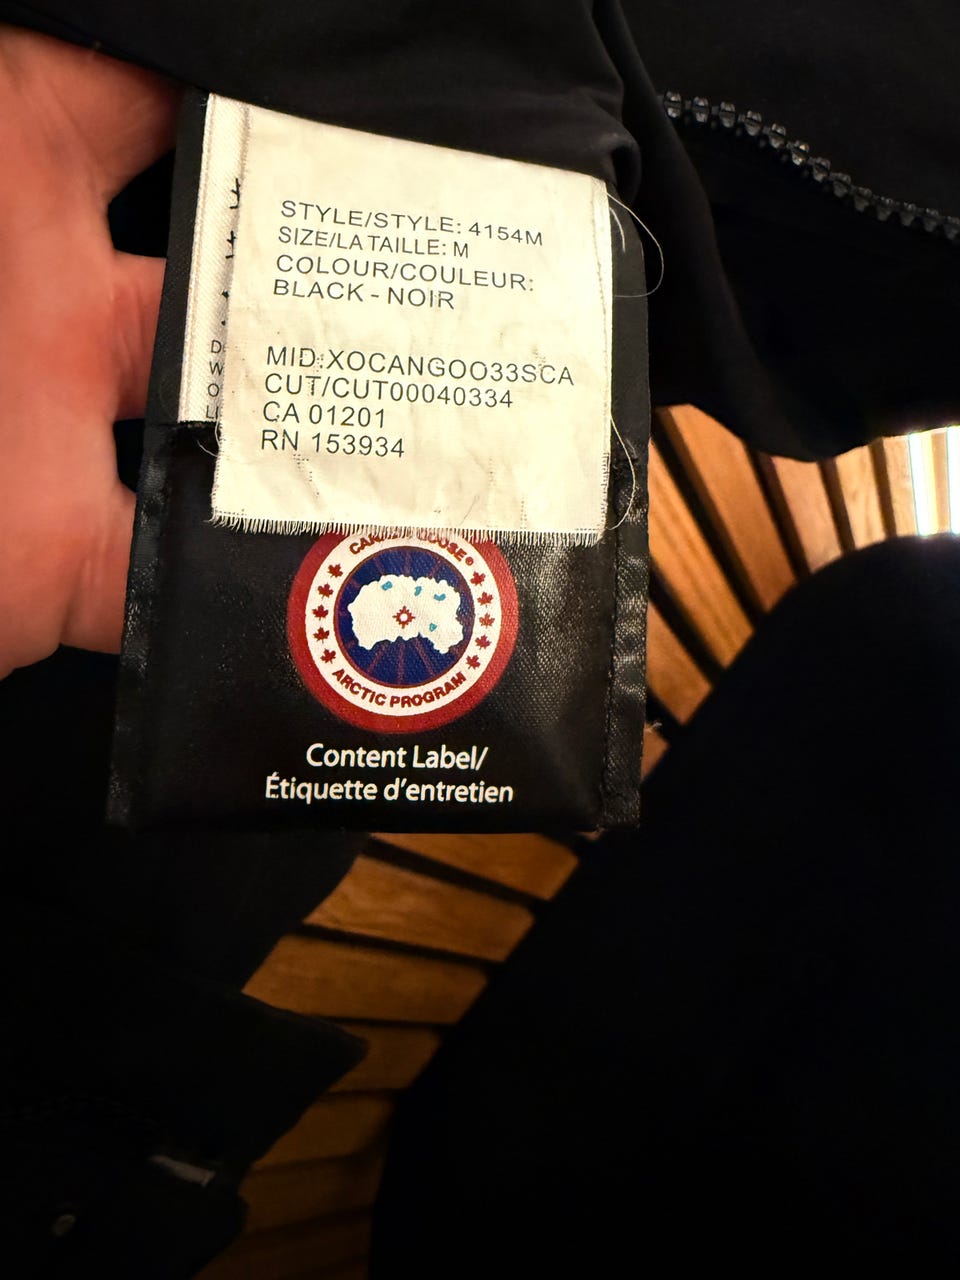 STYLE/STYLE: 4154M
SIZE/LA TAILLE: M
COLOUR/COULEUR:
BLACK - NOIR
MID:XOCANGOO33SCA
CUT/CUT00040334
CA 01201
RN 153934
D
W
O
ARCTIC PROGRAM
Content Label/
Étiquette d'entretien